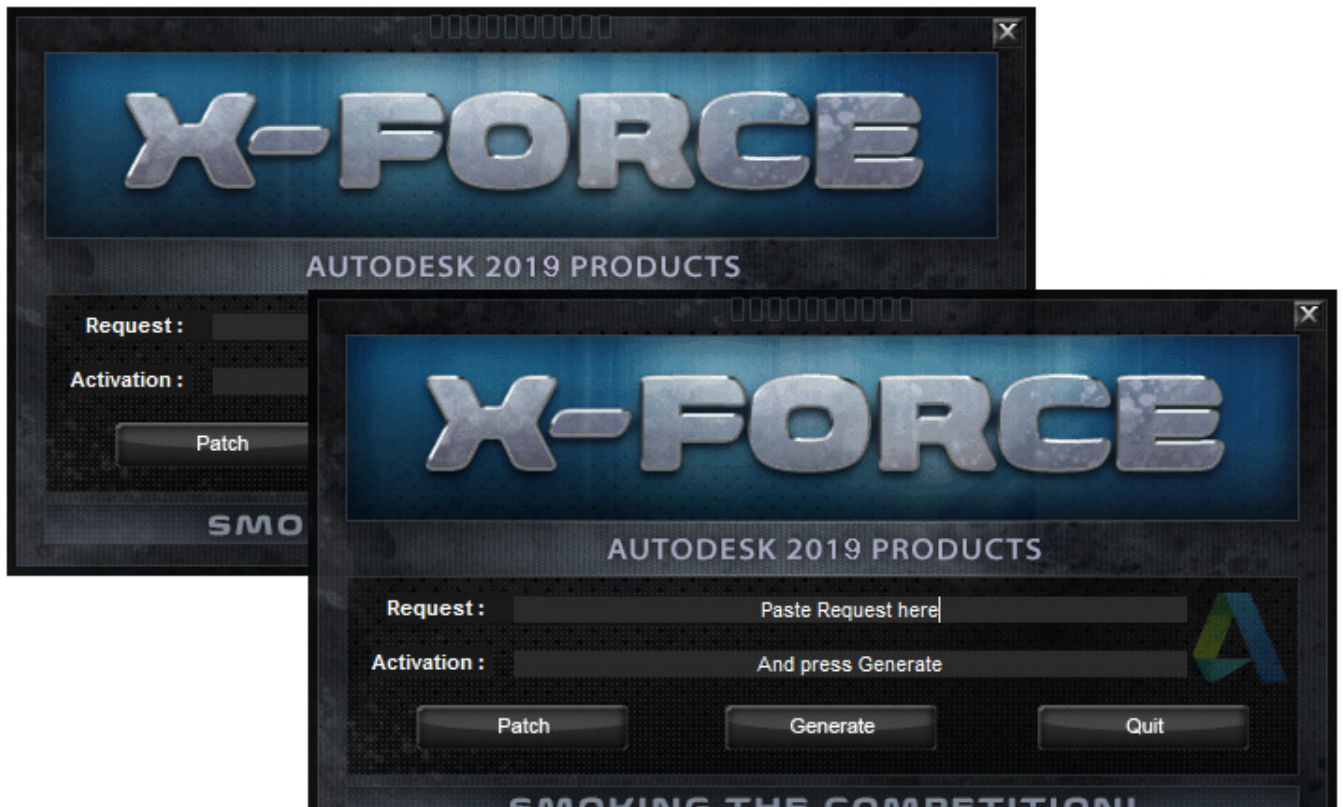 X-FORCE
AUTODESK 2019 PRODUCTS
Request :
Activation :
Patch
SMO
X-FORCE
AUTODESK 2019 PRODUCTS
Request : Paste Request here
Activation : And press Generate
Patch Generate Quit
SMOKING THE COMPETITION!